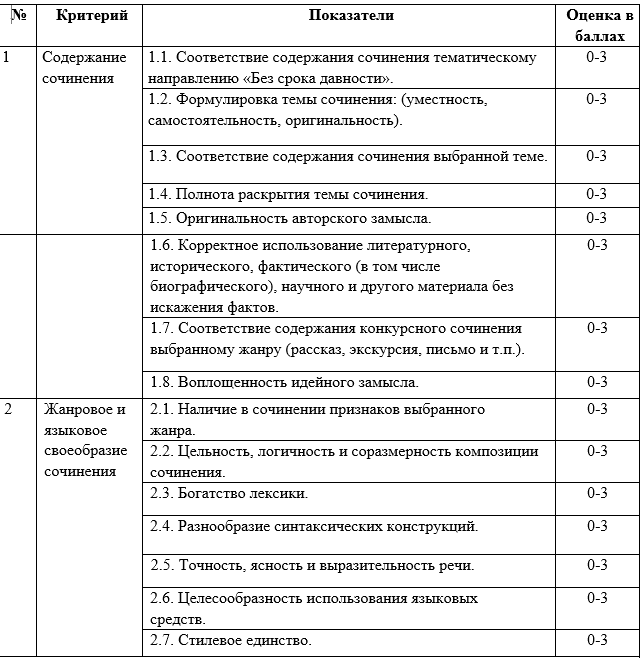 № Критерий Показатели Оценка в баллах
1 Содержание сочинения 1.1. Соответствие содержания сочинения тематическому направлению «Без срока давности». 0-3
1.2. Формулировка темы сочинения: (уместность, самостоятельность, оригинальность). 0-3
1.3. Соответствие содержания сочинения выбранной теме. 0-3
1.4. Полнота раскрытия темы сочинения. 0-3
1.5. Оригинальность авторского замысла. 0-3
1.6. Корректное использование литературного, исторического, фактического (в том числе биографического), научного и другого материала без искажения фактов. 0-3
1.7. Соответствие содержания конкурсного сочинения выбранному жанру (рассказ, экскурсия, письмо и т.п.). 0-3
1.8. Воплощенность идейного замысла. 0-3
2 Жанровое и языковое своеобразие сочинения 2.1. Наличие в сочинении признаков выбранного жанра. 0-3
2.2. Цельность, логичность и соразмерность композиции сочинения. 0-3
2.3. Богатство лексики. 0-3
2.4. Разнообразие синтаксических конструкций. 0-3
2.5. Точность, ясность и выразительность речи. 0-3
2.6. Целесообразность использования языковых средств. 0-3
2.7. Стилевое единство. 0-3